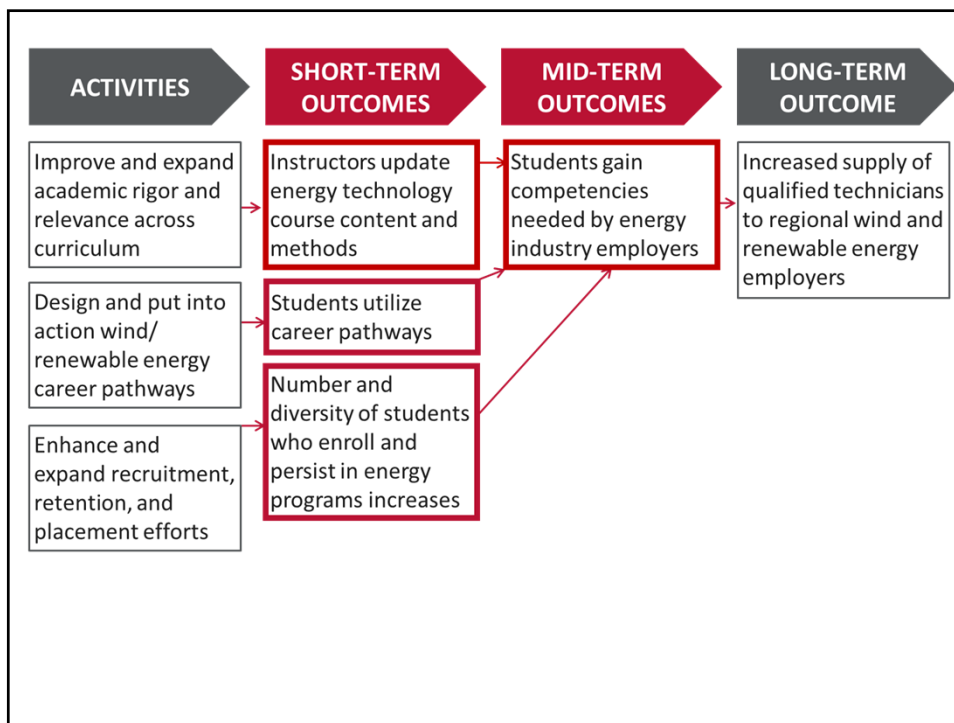 ACTIVITIES
SHORT-TERM
OUTCOMES
MID-TERM
OUTCOMES
LONG-TERM
OUTCOME
Improve and expand
academic rigor and
relevance across
curriculum
Instructors update
energy technology
course content and
methods
Students gain
competencies
needed by energy
industry employers
Increased supply of
qualified technicians
to regional wind and
renewable energy
employers
Design and put into
action wind/
renewable energy
career pathways
Students utilize
career pathways
Enhance and
expand recruitment,
retention, and
placement efforts
Number and
diversity of students
who enroll and
persist in energy
programs increases